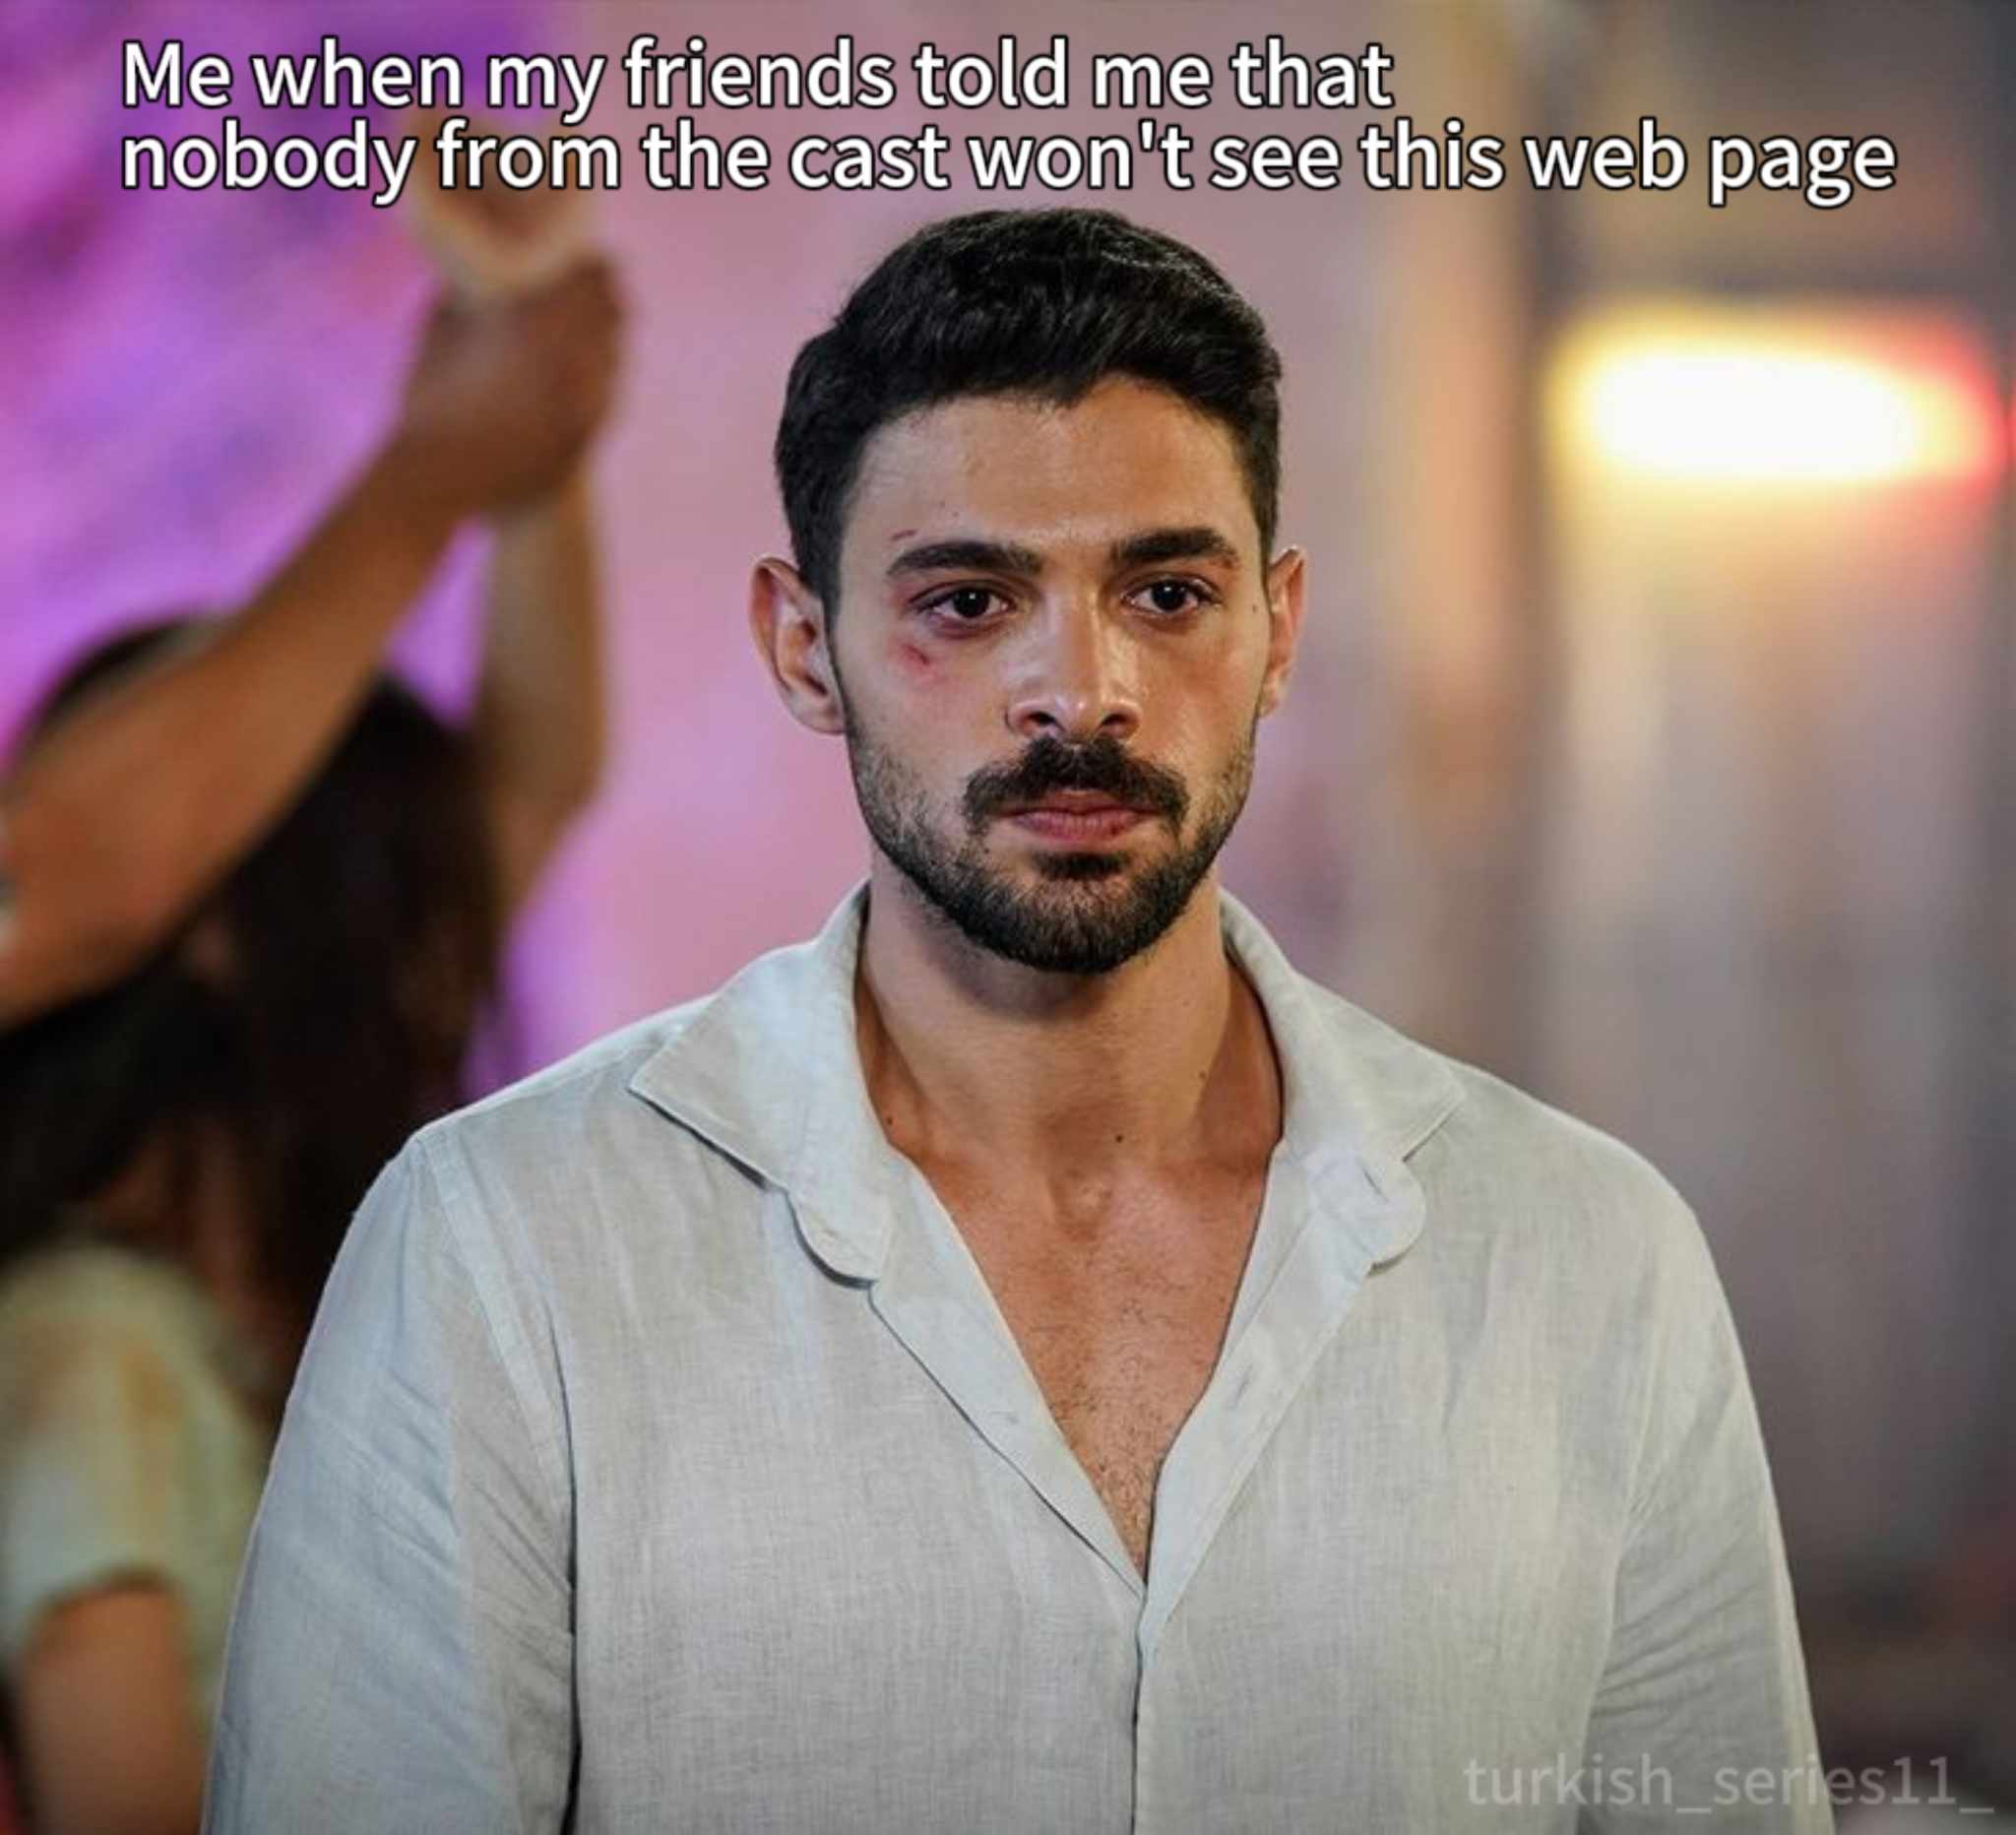 Me when my friends told me that
nobody from the cast won't see this web page
turkish_series11_